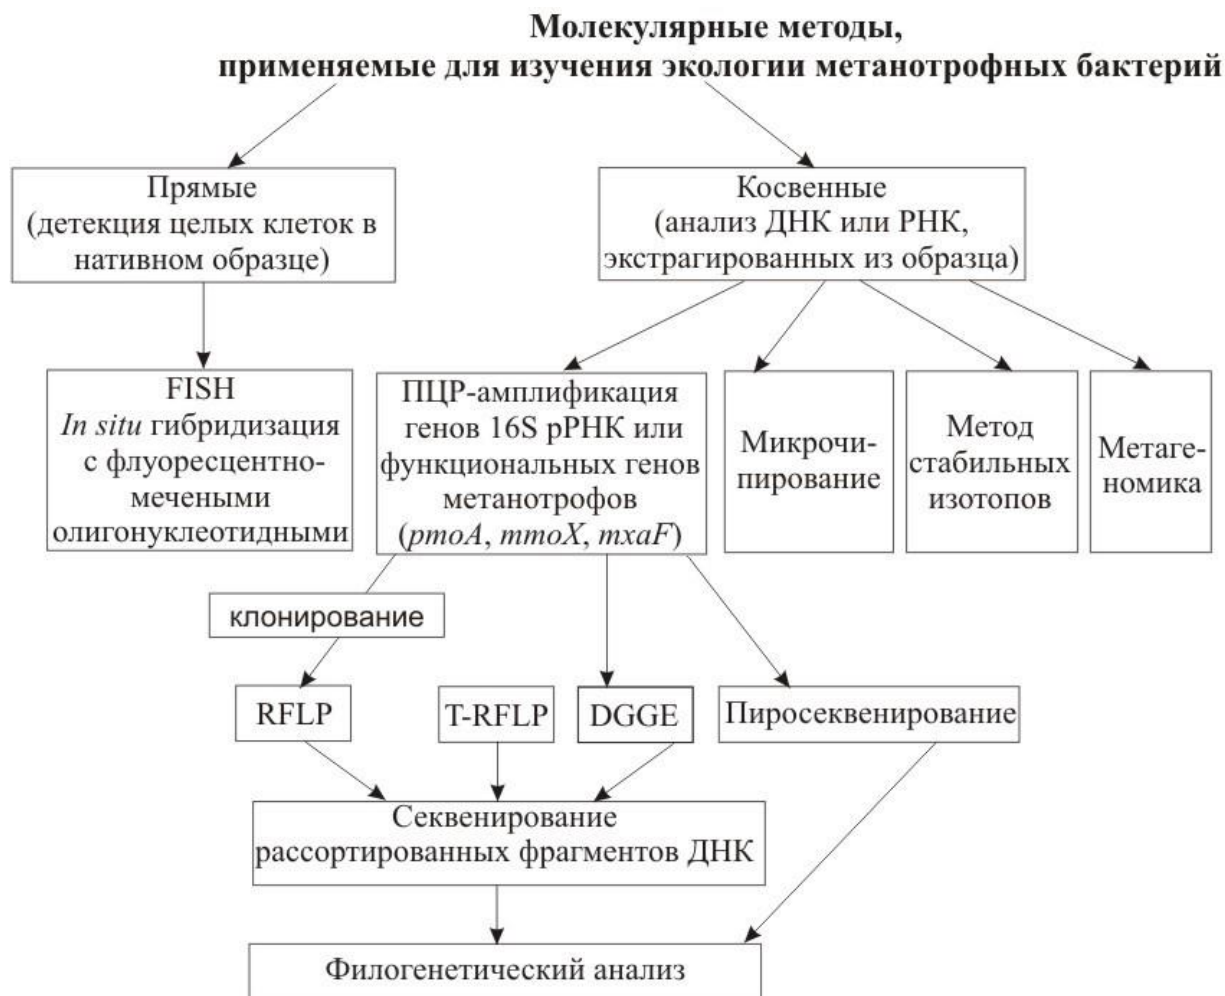 Молекулярные методы,
применяемые для изучения экологии метанотрофных бактерий
Прямые
(детекция целых клеток в
нативном образце)
Косвенные
(анализ ДНК или РНК,
экстрагированных из образца)
FISH
In situ гибридизация
с флуоресцентно-
мечеными
олигонуклеотидными
ПЦР-амплификация
генов 16S рРНК или
функциональных генов
метанотрофов
(pmoA, mmoX, mxaF)
Микрочи-
пирование
Метод
стабильных
изотопов
Метаге-
номика
клонирование
RFLP
T-RFLP
DGGE
Пиросеквенирование
Секвенирование
рассортированных фрагментов ДНК
Филогенетический анализ